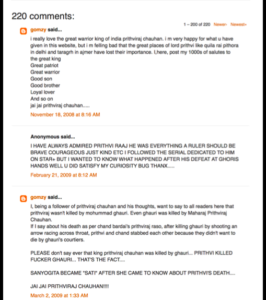 220 comments:
1 – 200 of 220   Newer›   Newest»
gomzy said...
i really love the great warrior king of india prithviraj chauhan. i m very happy for what u have
given in this website, but i m felling bad that the great places of lord prithvi like quila rai pithora
in delhi and taragrh in ajmer have lost their impotance. I,here, post my 1000s of salutes to
the great king
Great patriot
Great warrior
Good son
Good brother
Loyal lover
And so on
jai jai prithviraj chauhan....
November 18, 2008 at 8:16 AM
Anonymous said...
I HAVE ALWAYS ADMIRED PRITHVI RAAJ HE WAS EVERYTHING A RULER SHOULD BE
BRAVE COURAGEOUS JUST KIND ETC I FOLLOWED THE SERIAL DEDICATED TO HIM
ON STAR+ BUT I WANTED TO KNOW WHAT HAPPENED AFTER HIS DEFEAT AT GHORIS
HANDS WELL U DID SATISFY MY CURIOSITY BUG THANX.....
February 21, 2009 at 8:12 AM
gomzy said...
I, being a follower of prithviraj chauhan and his thoughts, want to say to all readers here that
prithviraj wasn't killed by mohummad ghauri. Even ghauri was killed by Maharaj Prithviraj
Chauhan.
If I say about his death as per chand bardai's prithviraj raso, after killing ghauri by shooting an
arrow racing across throat, prithvi and chand stabbed each other because they didn't want to
die by ghauri's counters.
PLEASE don't say ever that king prithviraj chauhan was killed by ghauri... PRITHVI KILLED
FUCKER GHAURI... THAT'S THE FACT...
SANYOGITA BECAME "SATI" AFTER SHE CAME TO KNOW ABOUT PRITHVI'S DEATH....
JAI JAI PRITHVIRAJ CHAUHAN!!!!
March 2, 2009 at 1:33 AM